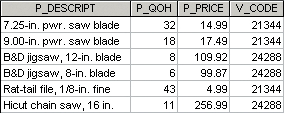 P_DESCRIPT P_QOH P_PRICE V_CODE
7.25-in. pwr. saw blade 32 14.99 21344
9.00-in. pwr. saw blade 18 17.49 21344
B&D jigsaw, 12-in. blade 8 109.92 24288
B&D jigsaw, 8-in. blade 6 99.87 24288
Rat-tail file, 1/8-in. fine 43 4.99 21344
Hicut chain saw, 16 in. 11 256.99 24288